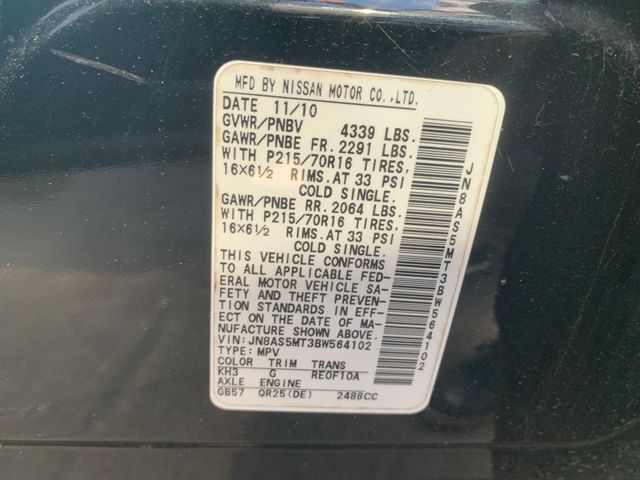 MFD BY NISSAN MOTOR CO.,LTD.
DATE 11/10
GVWR/PNBV 4339 LBS.
GAWR/PNBE FR. 2291 LBS.
WITH P215/70R16 TIRES,
16X6½ RIMS.AT 33 PSI
COLD SINGLE.
GAWR/PNBE RR. 2064 LBS.
WITH P215/70R16 TIRES,
16X6½ RIMS.AT 33 PSI
COLD SINGLE.
THIS VEHICLE CONFORMS
TO ALL APPLICABLE FED-
ERAL MOTOR VEHICLE SA-
FETY AND THEFT PREVEN-
TION STANDARDS IN EFF-
ECT ON THE DATE OF MA-
NUFACTURE SHOWN ABOVE.
VIN:JN8AS5MT3BW564102
TYPE: MPV
COLOR TRIM TRANS
KH3 G RE0F10A
AXLE ENGINE
GB57 QR25(DE) 2488CC
JN8AS5MT3BW564102